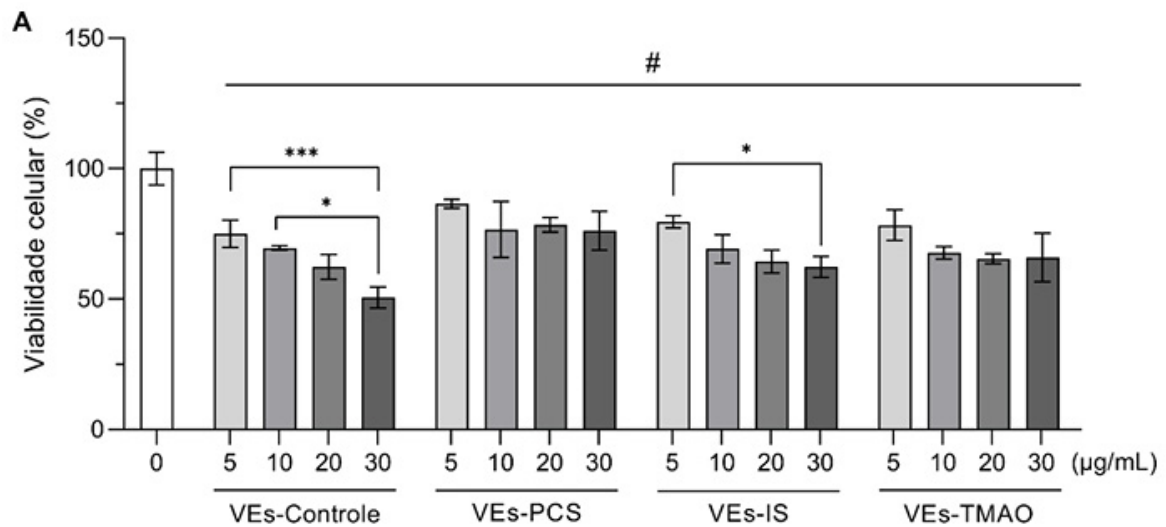 A
150
#
Viabilidade celular (%)
***
*
*
100
50
0
0 5 10 20 30 5 10 20 30 5 10 20 30 5 10 20 30 (µg/mL)
VEs-Controle VEs-PCS VEs-IS VEs-TMAO